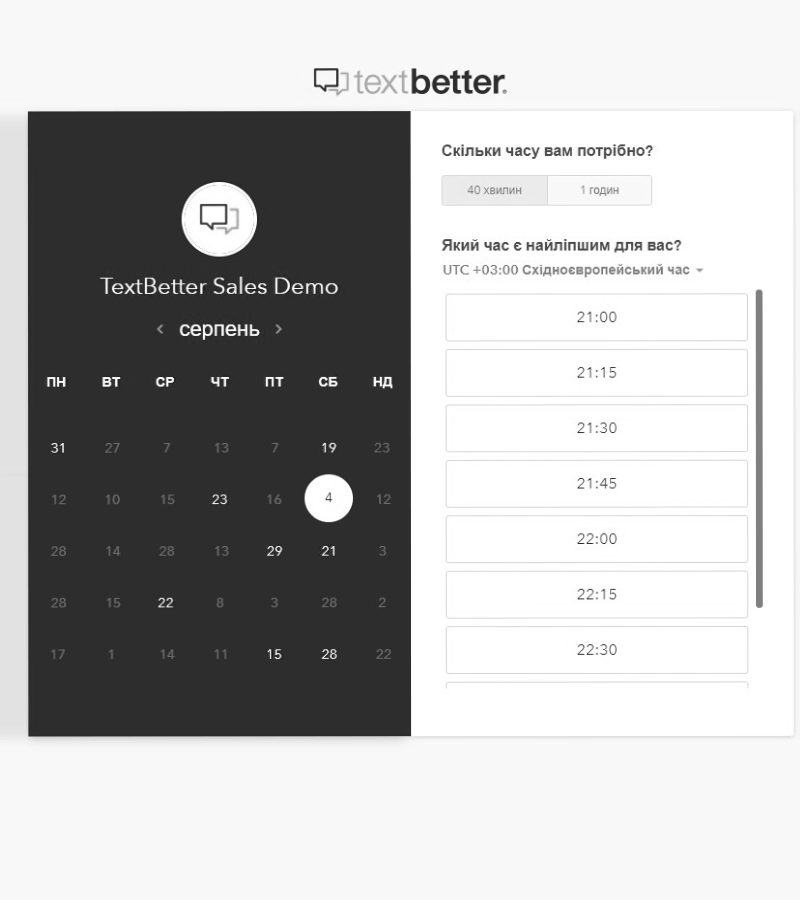 textbetter.
TextBetter Sales Demo
серпень
ПН ВТ СР ЧТ ПТ СБ НД
31 27 7 13 7 19 23
12 10 15 23 16 4 12
28 14 28 13 29 21 3
28 15 22 8 3 28 2
17 1 14 11 15 28 22
Скільки часу вам потрібно?
40 хвилин 1 годин
Який час є найліпшим для вас?
UTC +03:00 Східноєвропейський час
21:00
21:15
21:30
21:45
22:00
22:15
22:30